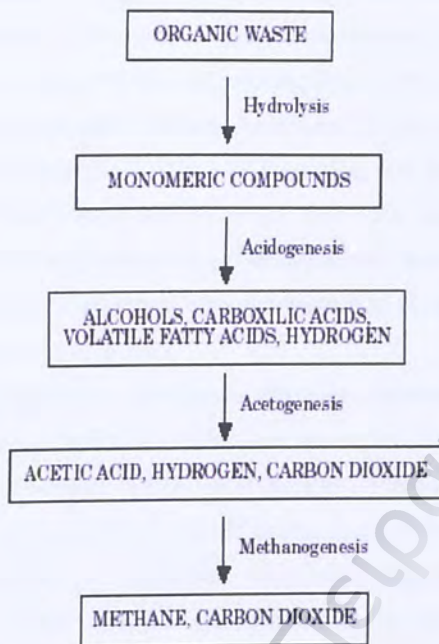 ORGANIC WASTE
Hydrolysis
MONOMERIC COMPOUNDS
Acidogenesis
ALCOHOLS, CARBOXILIC ACIDS,
VOLATILE FATTY ACIDS, HYDROGEN
Acetogenesis
ACETIC ACID, HYDROGEN, CARBON DIOXIDE
Methanogenesis
METHANE, CARBON DIOXIDE